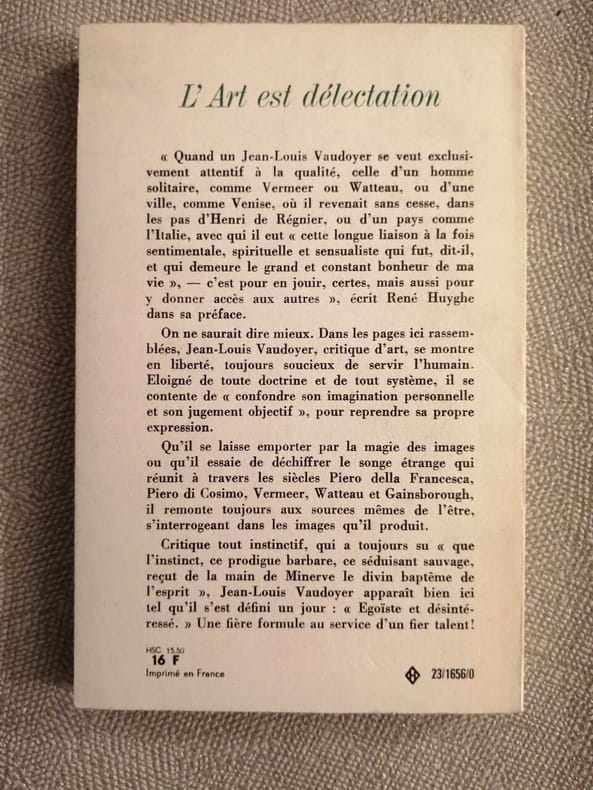 L'Art est délectation
« Quand un Jean-Louis Vaudoyer se veut exclusi-
vement attentif à la qualité, celle d'un homme
solitaire, comme Vermeer ou Watteau, ou d'une
ville, comme Venise, où il revenait sans cesse, dans
les pas d'Henri de Régnier, ou d'un pays comme
l'Italie, avec qui il eut « cette longue liaison à la fois
sentimentale, spirituelle et sensualiste qui fut, dit-il,
et qui demeure le grand et constant bonheur de ma
vie », — c'est pour en jouir, certes, mais aussi pour
y donner accès aux autres », écrit René Huyghe
dans sa préface.
On ne saurait dire mieux. Dans les pages ici rassem-
blées, Jean-Louis Vaudoyer, critique d'art, se montre
en liberté, toujours soucieux de servir l'humain.
Eloigné de toute doctrine et de tout système, il se
contente de « confondre son imagination personnelle
et son jugement objectif », pour reprendre sa propre
expression.
Qu'il se laisse emporter par la magie des images
ou qu'il essaie de déchiffrer le songe étrange qui
réunit à travers les siècles Piero della Francesca,
Piero di Cosimo, Vermeer, Watteau et Gainsborough,
il remonte toujours aux sources mêmes de l'être,
s'interrogeant dans les images qu'il produit.
Critique tout instinctif, qui a toujours su « que
l'instinct, ce prodigue barbare, ce séduisant sauvage,
reçut de la main de Minerve le divin baptême de
l'esprit », Jean-Louis Vaudoyer apparaît bien ici
tel qu'il s'est défini un jour : « Egoïste et désinté-
ressé. » Une fière formule au service d'un fier talent!
HSC 15,50
16 F
Imprimé en France
23/1656/0